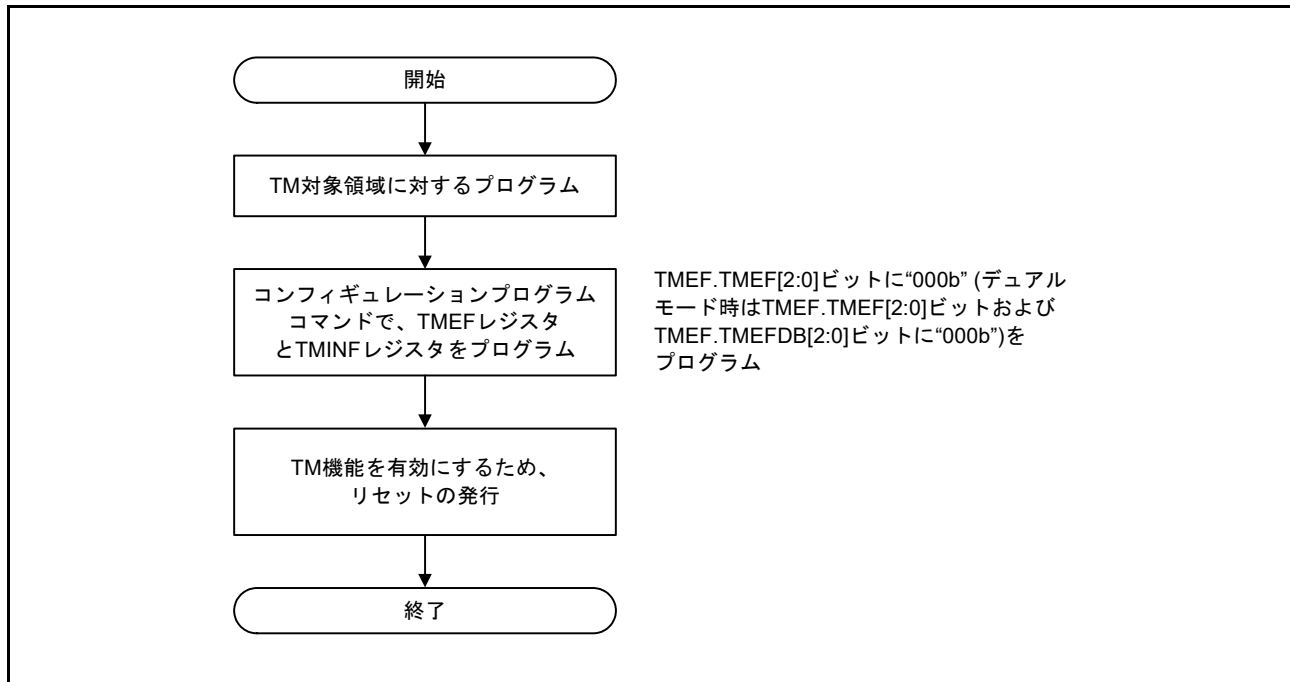 開始
TM対象領域に対するプログラム
コンフィギュレーションプログラム
コマンドで、TMEFレジスタ
とTMINFレジスタをプログラム
TMEF.TMEF[2:0]ビットに“000b” (デュアル
モード時はTMEF.TMEF[2:0]ビットおよび
TMEF.TMEFDB[2:0]ビットに“000b”)を
プログラム
TM機能を有効にするため、
リセットの発行
終了